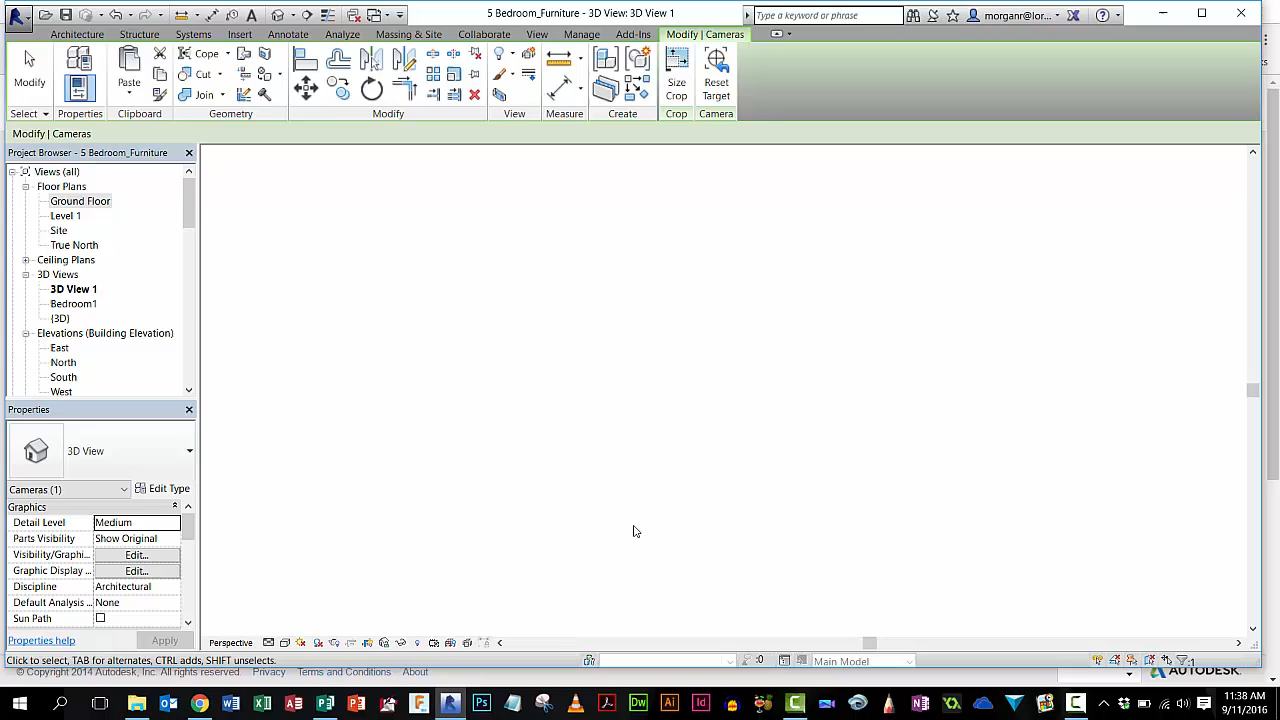 5 Bedroom_Furniture - 3D View: 3D View 1
Type a keyword or phrase
morganr@lor...
Architecture Structure Systems Insert Annotate Analyze Massing & Site Collaborate View Manage Add-Ins Modify | Cameras
Modify
Paste
Cope
Cut
Join
Size Crop
Reset Target
Select Properties Clipboard Geometry Modify View Measure Create Crop Camera
Modify | Cameras
Project Browser - 5 Bedroom_Furniture
Views (all)
Floor Plans
Ground Floor
Level 1
Site
True North
Ceiling Plans
3D Views
3D View 1
Bedroom1
{3D}
Elevations (Building Elevation)
East
North
South
West
Properties
3D View
Cameras (1) Edit Type
Graphics
Detail Level Medium
Parts Visibility Show Original
Visibility/Graphi... Edit...
Graphic Display ... Edit...
Discipline Architectural
Default Analysis ... None
Sun Path
Properties help Apply
Perspective
Click to select, TAB for alternates, CTRL adds, SHIFT unselects.
:0
Main Model
:1
© Copyright 2014 Autodesk, Inc. All rights reserved Privacy Terms and Conditions About
AUTODESK
11:38 AM
9/11/2016